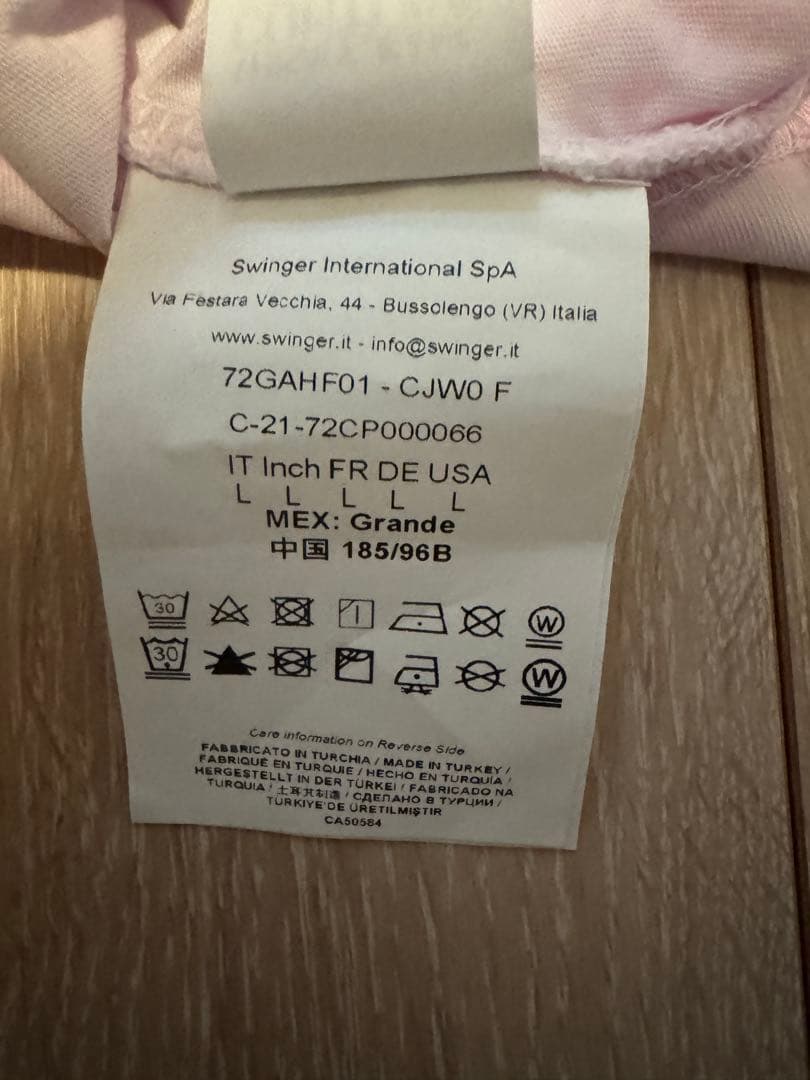 Swinger International SpA
Via Festara Vecchia, 44 - Bussolengo (VR) Italia
www.swinger.it - info@swinger.it
72GAHF01 - CJW0 F
C-21-72CP000066
IT Inch FR DE USA
L L L L L
MEX: Grande
中国 185/96B
30 W
30 W
Care information on Reverse Side
FABBRICATO IN TURCHIA / MADE IN TURKEY /
FABRIQUÉ EN TURQUIE / HECHO EN TURQUÍA /
HERGESTELLT IN DER TÜRKEI / FABRICADO NA
TURQUIA / 土耳其制造 / СДЕЛАНО В ТУРЦИИ /
TÜRKİYE'DE ÜRETİLMİŞTİR
CA50584